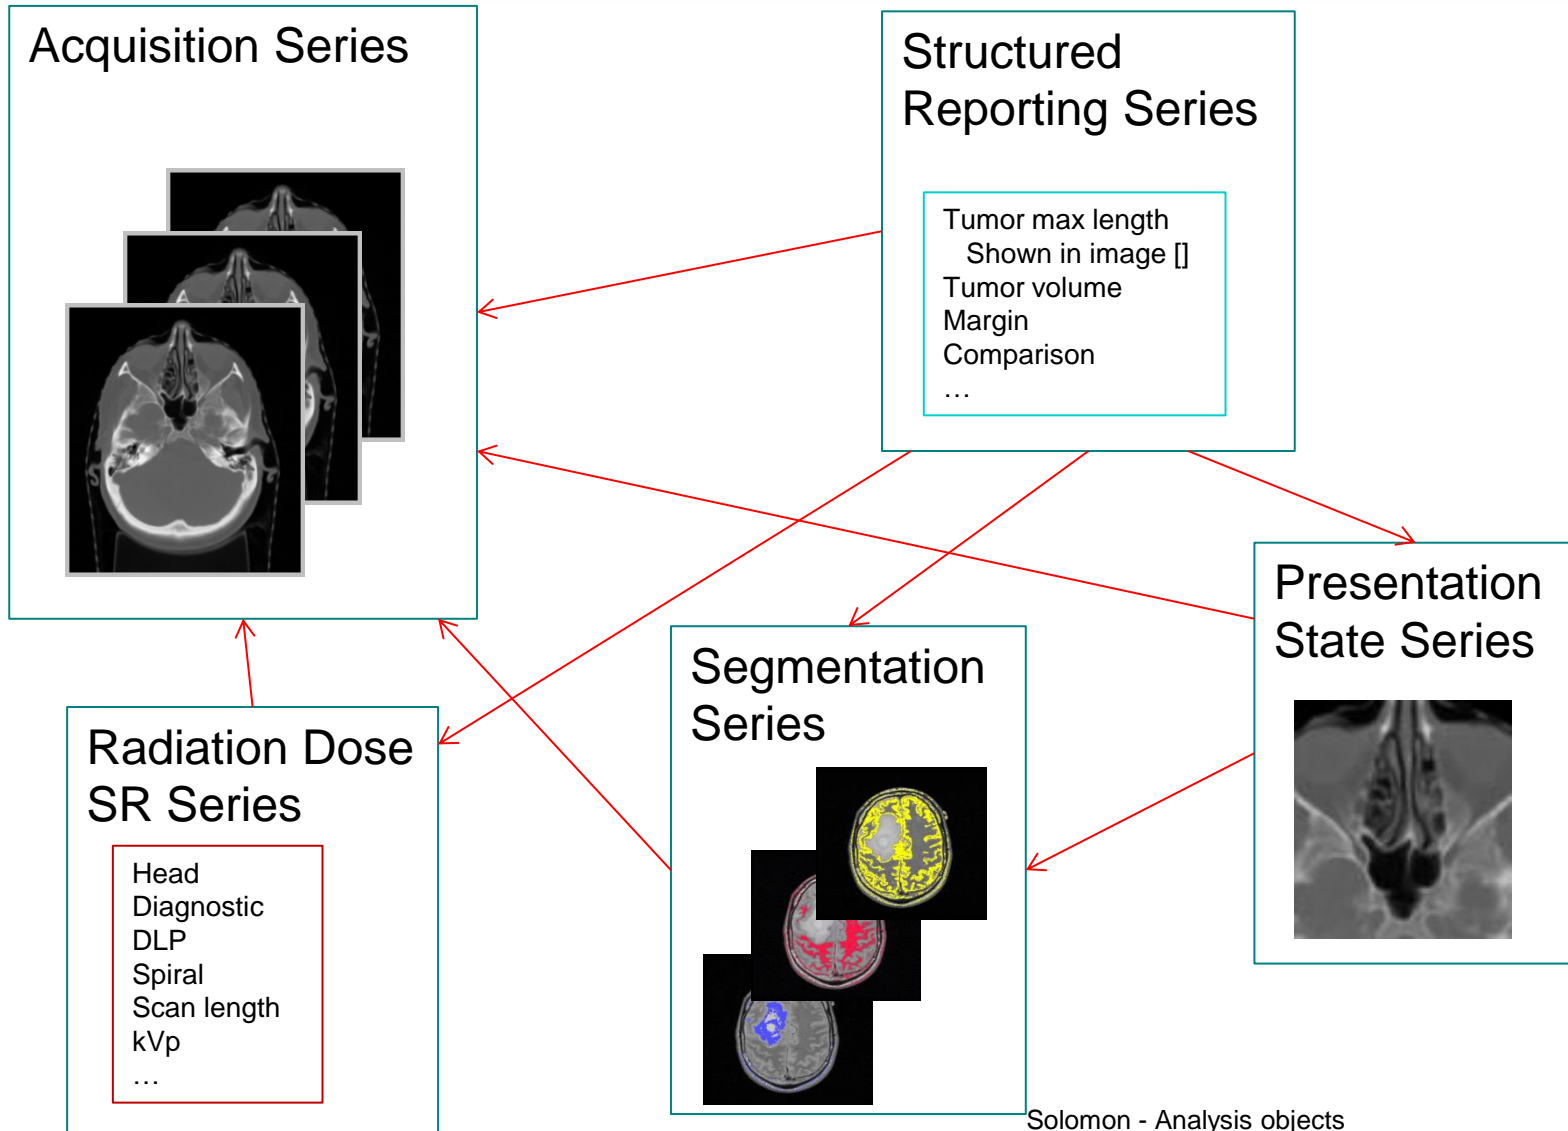 Acquisition Series
Structured
Reporting Series
Tumor max length
Shown in image []
Tumor volume
Margin
Comparison
…
Presentation
State Series
Segmentation
Series
Radiation Dose
SR Series
Head
Diagnostic
DLP
Spiral
Scan length
kVp
…
Solomon - Analysis objects